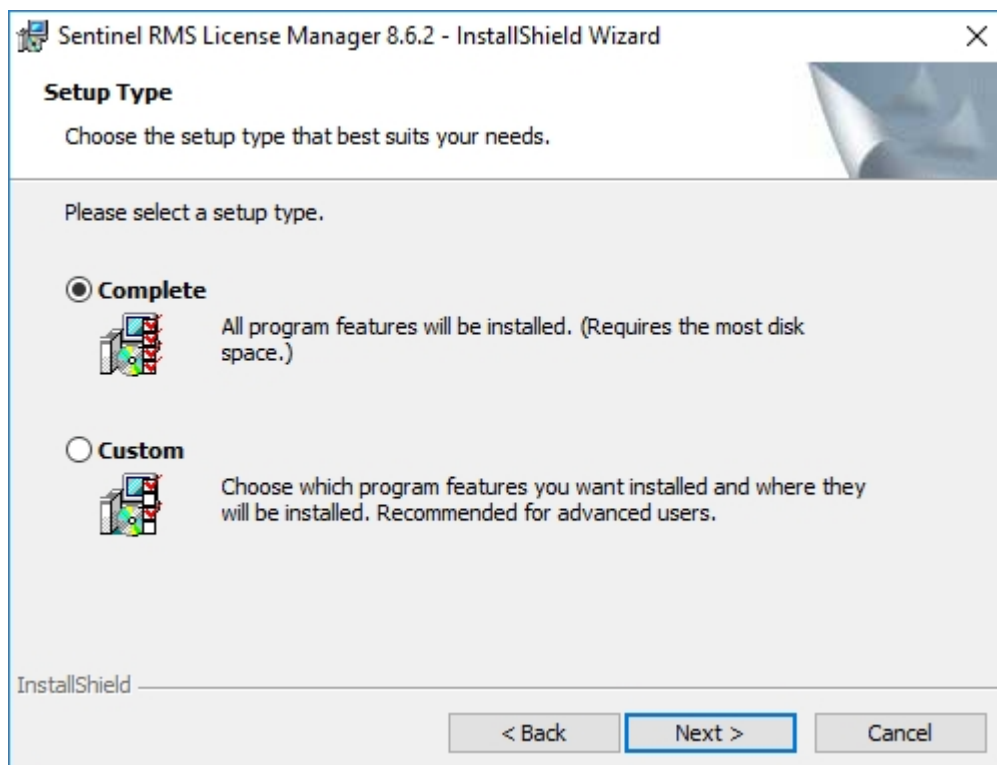 Sentinel RMS License Manager 8.6.2 - InstallShield Wizard
Setup Type
Choose the setup type that best suits your needs.
Please select a setup type.
Complete
All program features will be installed. (Requires the most disk
space.)
Custom
Choose which program features you want installed and where they
will be installed. Recommended for advanced users.
InstallShield
< Back
Next >
Cancel